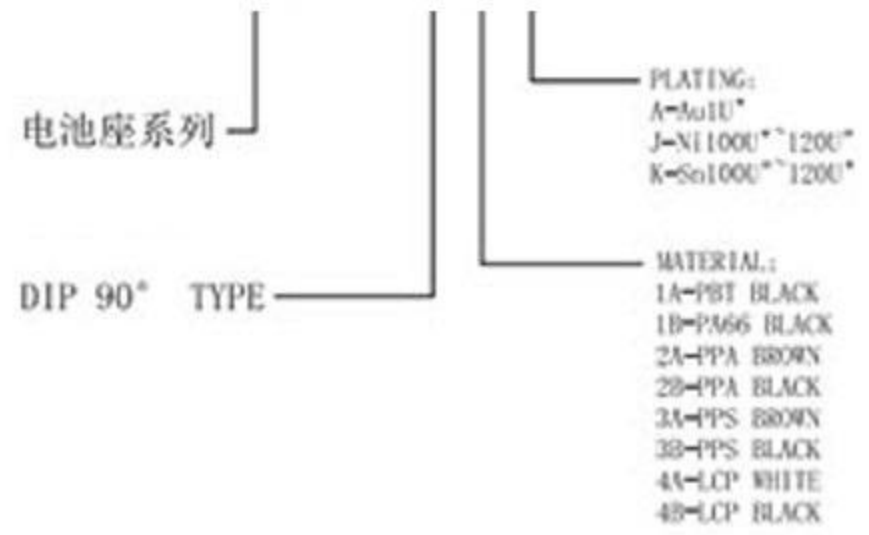 PLATING:
A-Au1U"
电池座系列
J-Ni100U"~120U"
K-Sn100U"~120U"
MATERIAL:
DIP 90° TYPE
1A-PBT BLACK
1B-PA66 BLACK
2A-PPA BROWN
2B-PPA BLACK
3A-PPS BROWN
3B-PPS BLACK
4A-LCP WHITE
4B-LCP BLACK